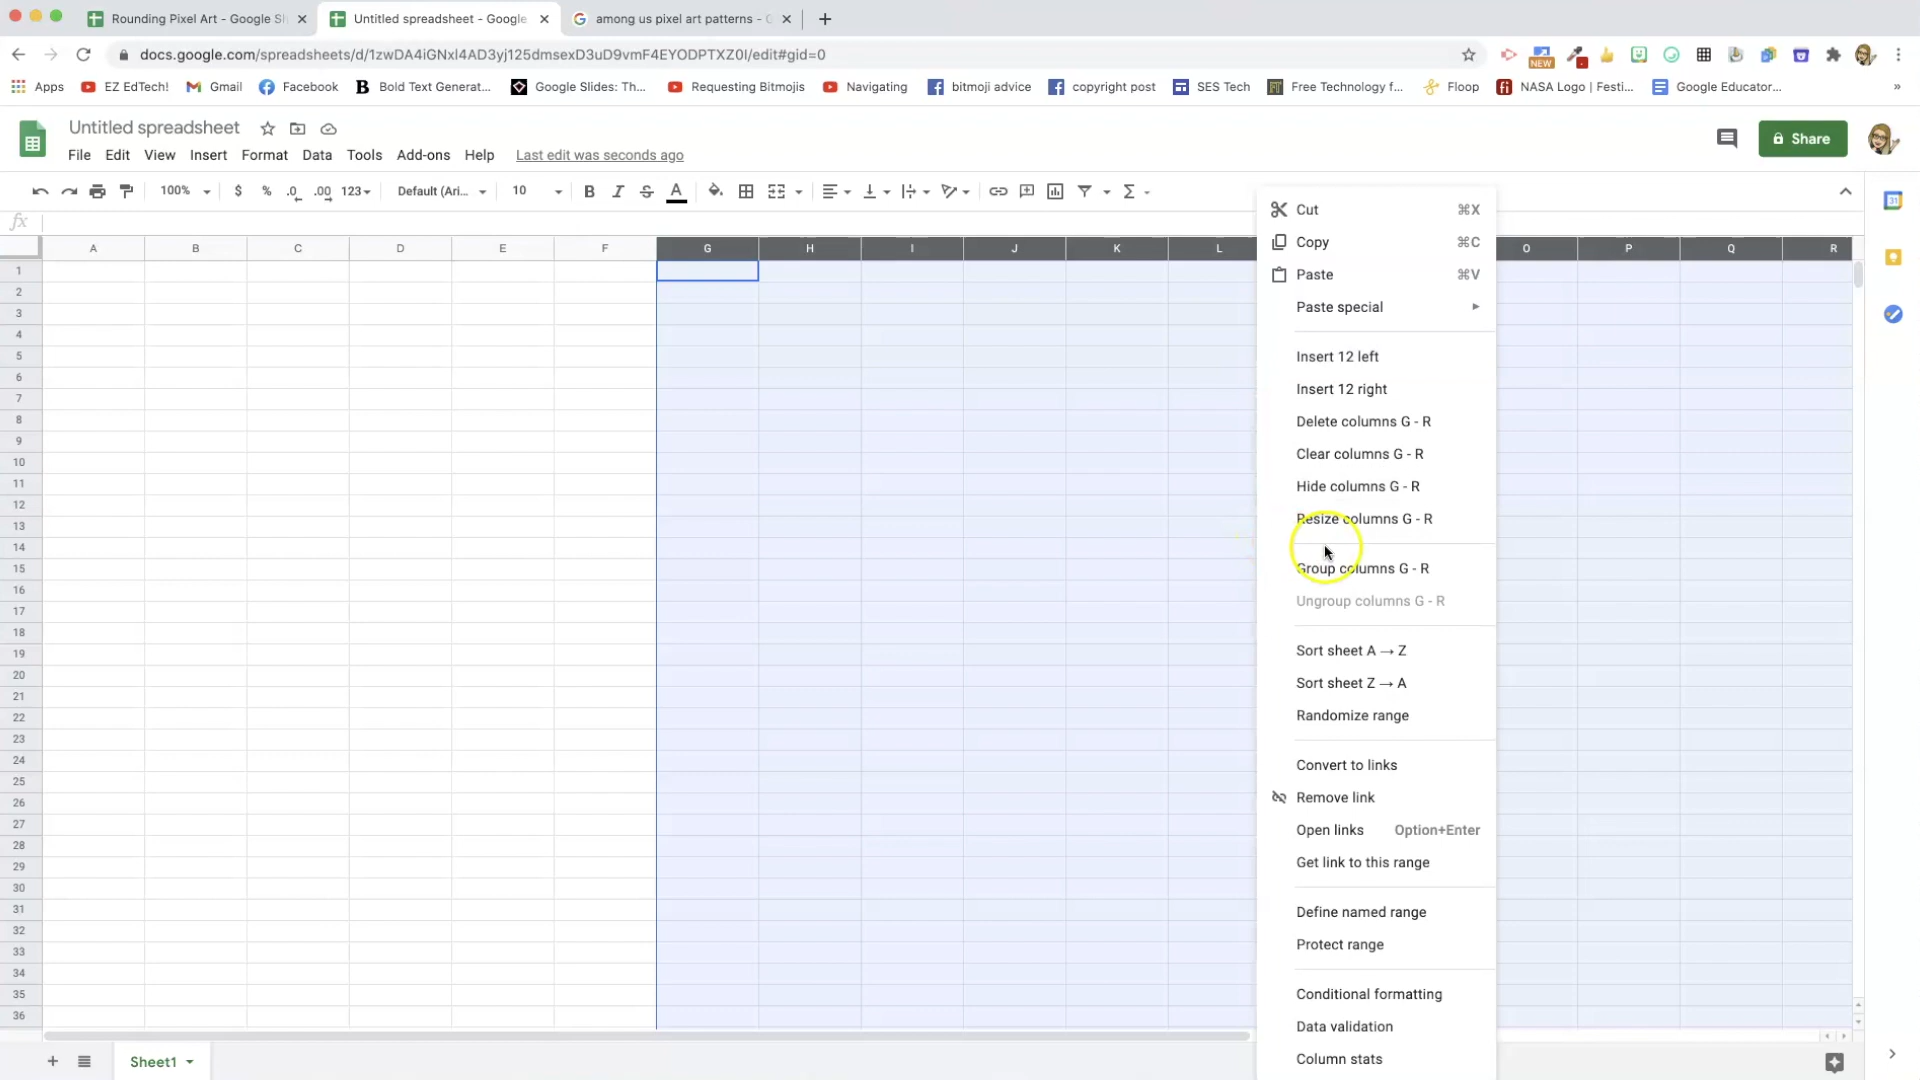 Rounding Pixel Art - Google Sh
Untitled spreadsheet - Google
among us pixel art patterns - G
docs.google.com/spreadsheets/d/1zwDA4iGNxl4AD3yj125dmsexD3uD9vmF4EYODPTXZ0I/edit#gid=0
NEW
Apps EZ EdTech! Gmail Facebook Bold Text Generat... Google Slides: Th... Requesting Bitmojis Navigating bitmoji advice copyright post SES Tech Free Technology f... Floop NASA Logo | Festi... Google Educator... »
Untitled spreadsheet
Share
File Edit View Insert Format Data Tools Add-ons Help Last edit was seconds ago
100% $ % .0 .00 123 Default (Ari... 10 B I S A Σ
fx
A B C D E F G H I J K L O P Q R
1
2
3
4
5
6
7
8
9
10
11
12
13
14
15
16
17
18
19
20
21
22
23
24
25
26
27
28
29
30
31
32
33
34
35
36
Cut ⌘X
Copy ⌘C
Paste ⌘V
Paste special
Insert 12 left
Insert 12 right
Delete columns G - R
Clear columns G - R
Hide columns G - R
Resize columns G - R
Group columns G - R
Ungroup columns G - R
Sort sheet A → Z
Sort sheet Z → A
Randomize range
Convert to links
Remove link
Open links Option+Enter
Get link to this range
Define named range
Protect range
Conditional formatting
Data validation
Column stats
31
Sheet1